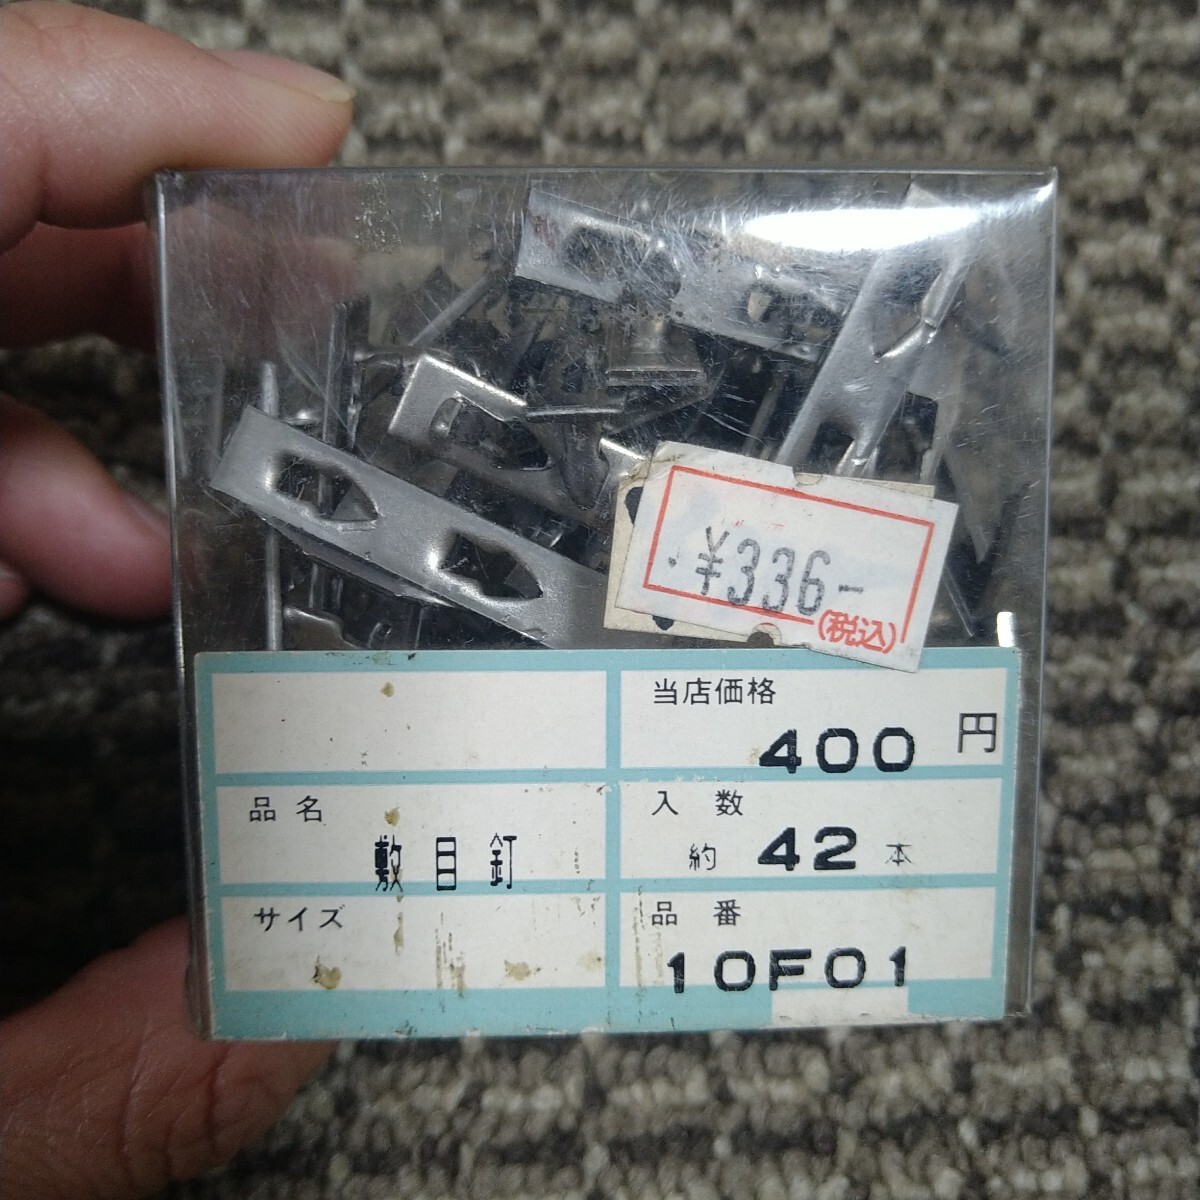 ¥336-
(税込)
当店価格
400 円
品名
敷目釘
入数
約 42 本
サイズ
品番
10F01